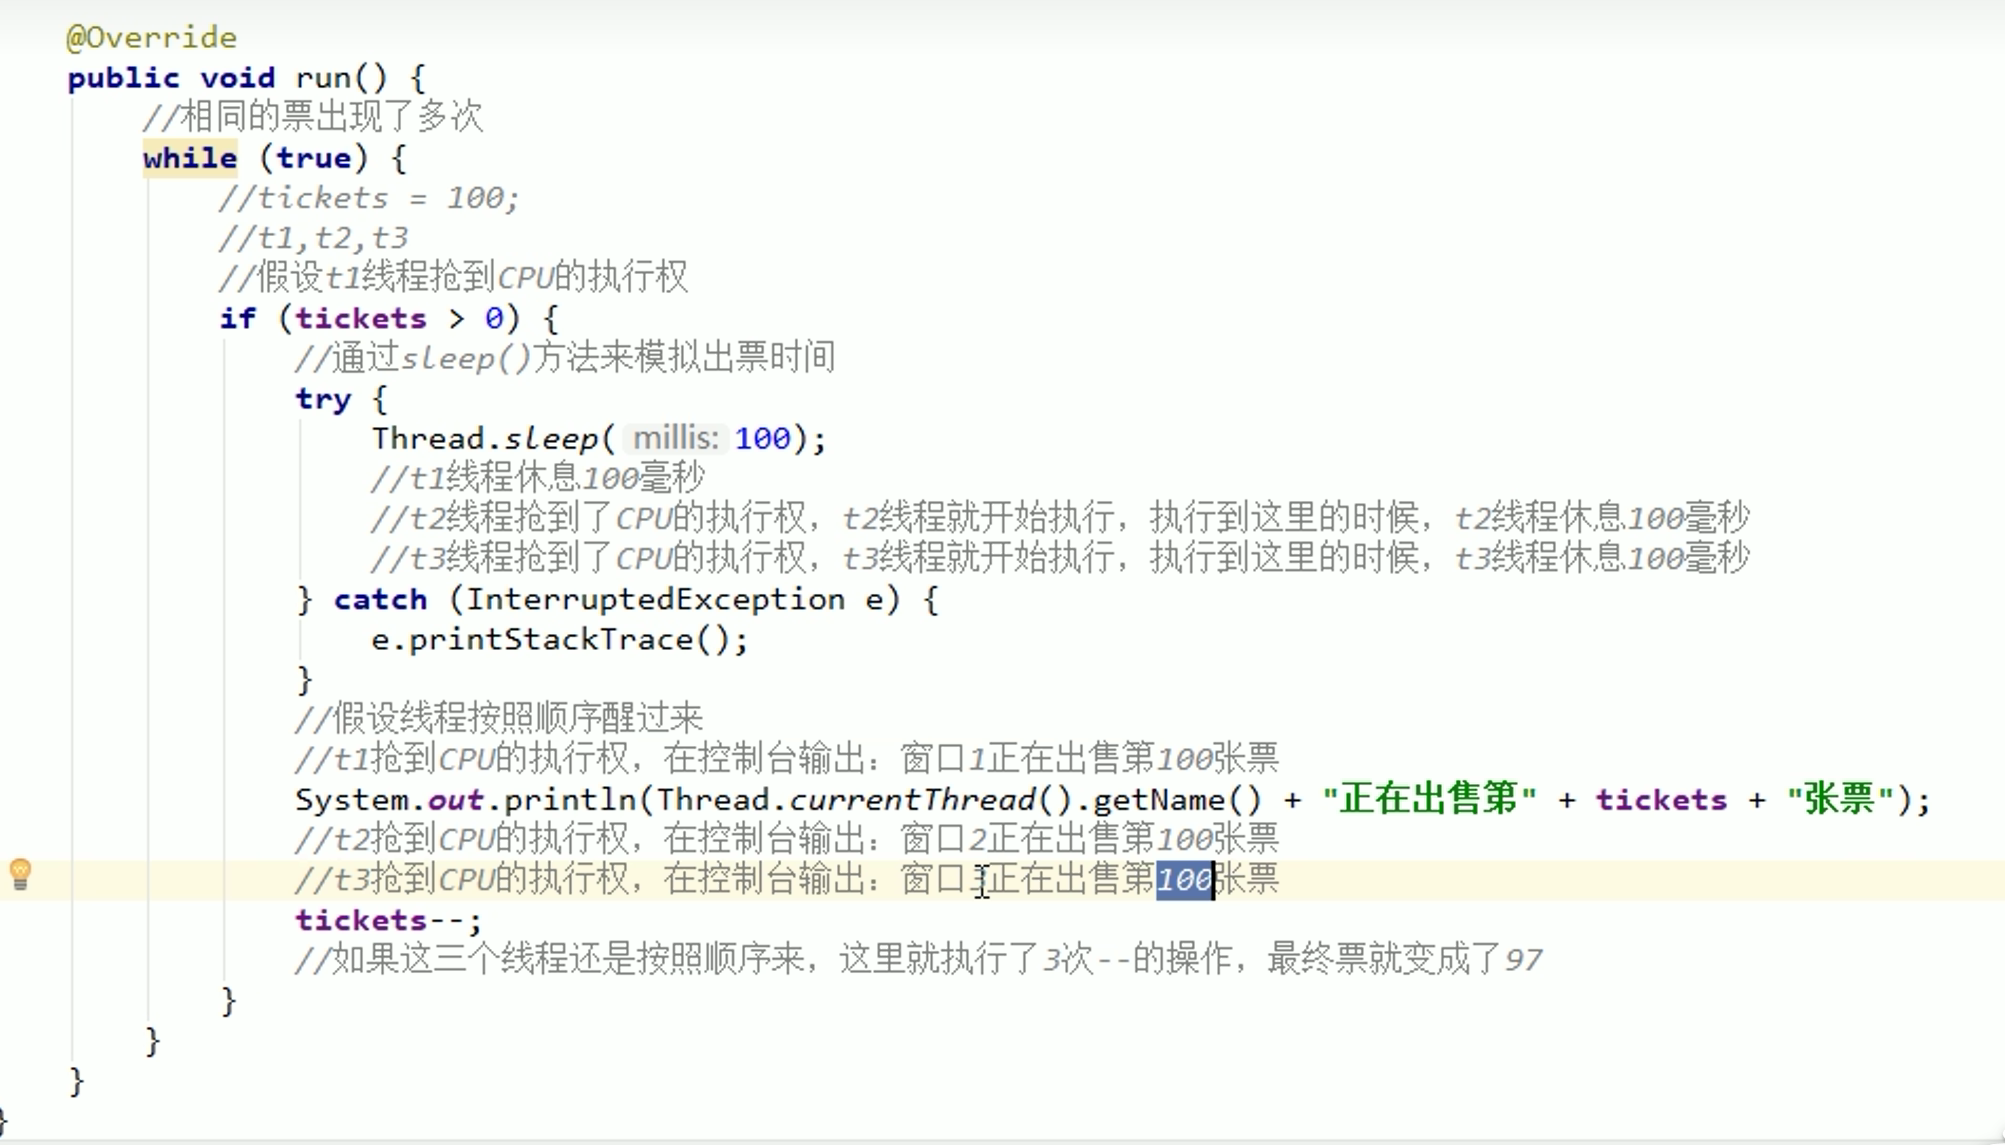 @Override
public void run() {
//相同的票出现了多次
while (true) {
//tickets = 100;
//t1,t2,t3
//假设t1线程抢到CPU的执行权
if (tickets > 0) {
//通过sleep()方法来模拟出票时间
try {
Thread.sleep( millis: 100);
//t1线程休息100毫秒
//t2线程抢到了CPU的执行权，t2线程就开始执行，执行到这里的时候，t2线程休息100毫秒
//t3线程抢到了CPU的执行权，t3线程就开始执行，执行到这里的时候，t3线程休息100毫秒
} catch (InterruptedException e) {
e.printStackTrace();
}
//假设线程按照顺序醒过来
//t1抢到CPU的执行权，在控制台输出：窗口1正在出售第100张票
System.out.println(Thread.currentThread().getName() + "正在出售第" + tickets + "张票");
//t2抢到CPU的执行权，在控制台输出：窗口2正在出售第100张票
//t3抢到CPU的执行权，在控制台输出：窗口3正在出售第100张票
tickets--;
//如果这三个线程还是按照顺序来，这里就执行了3次--的操作，最终票就变成了97
}
}
}
}